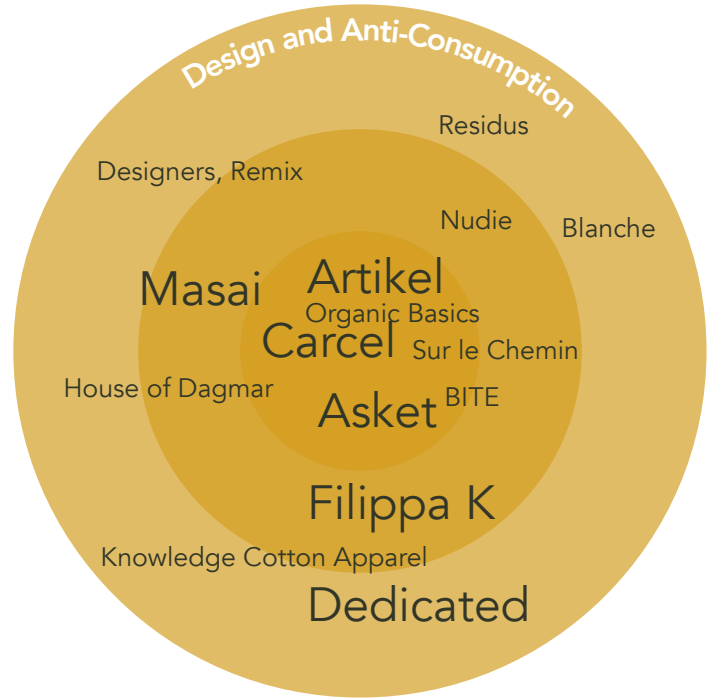 Design and Anti-Consumption
Residus
Designers, Remix
Nudie
Blanche
Masai
Artikel
Organic Basics
Carcel
Sur le Chemin
House of Dagmar
BITE
Asket
Filippa K
Knowledge Cotton Apparel
Dedicated